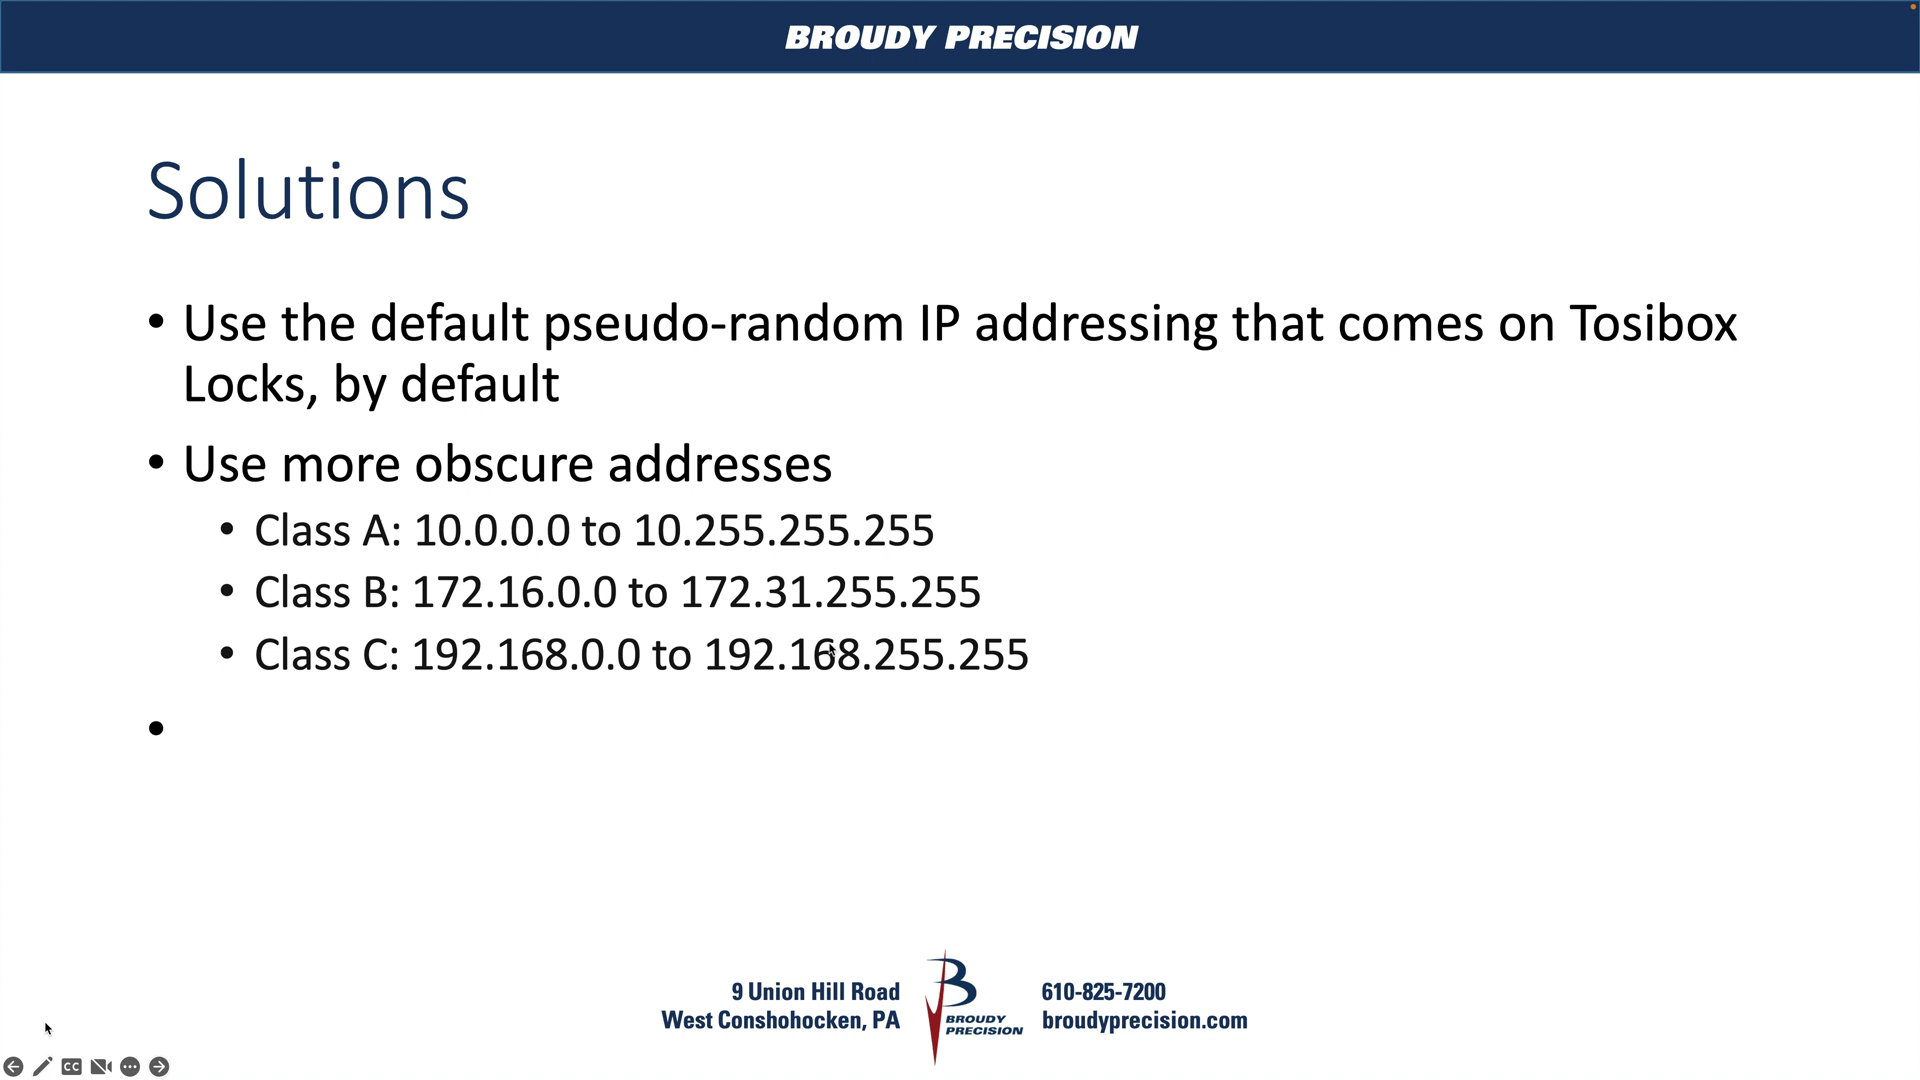 BROUDY PRECISION
Solutions
• Use the default pseudo-random IP addressing that comes on Tosibox
Locks, by default
• Use more obscure addresses
• Class A: 10.0.0.0 to 10.255.255.255
• Class B: 172.16.0.0 to 172.31.255.255
• Class C: 192.168.0.0 to 192.168.255.255
•
9 Union Hill Road
West Conshohocken, PA
B
BROUDY
PRECISION
610-825-7200
broudyprecision.com
CC